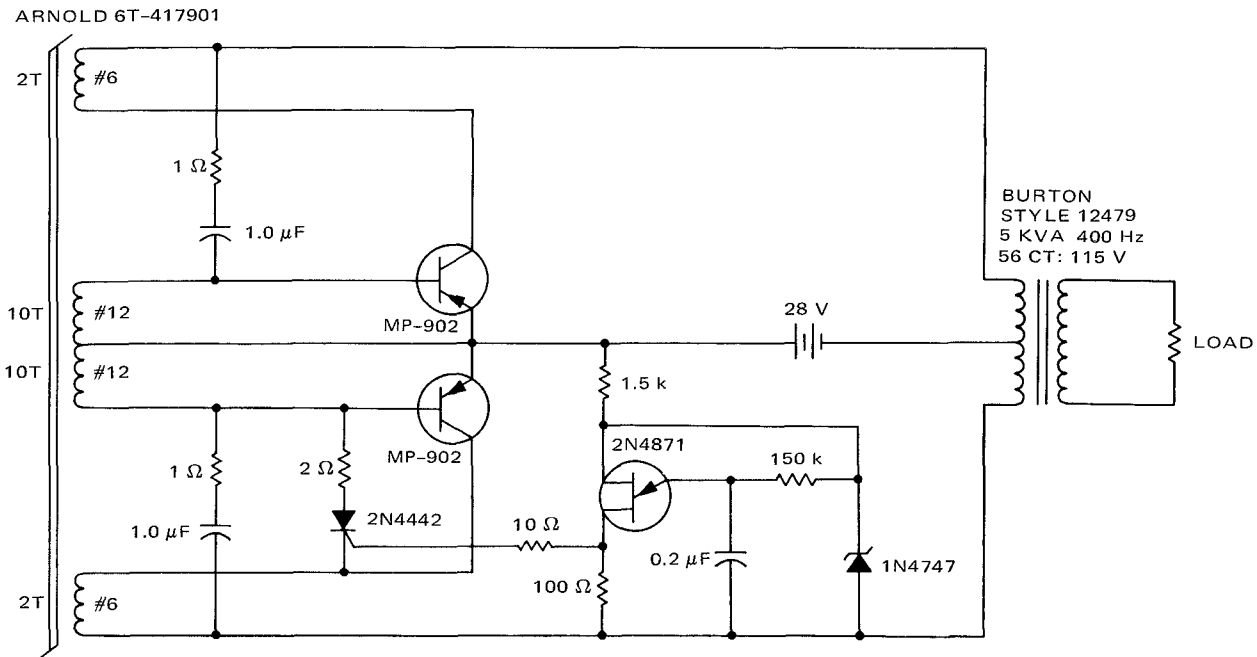 ARNOLD 6T-417901
2T
#6
1 Ω
1.0 μF
BURTON
STYLE 12479
5 KVA 400 Hz
56 CT: 115 V
10T
#12
MP-902
28 V
LOAD
10T
#12
1.5 k
MP-902
2N4871
150 k
1 Ω
2 Ω
2N4442
1.0 μF
10 Ω
0.2 μF
1N4747
100 Ω
2T
#6